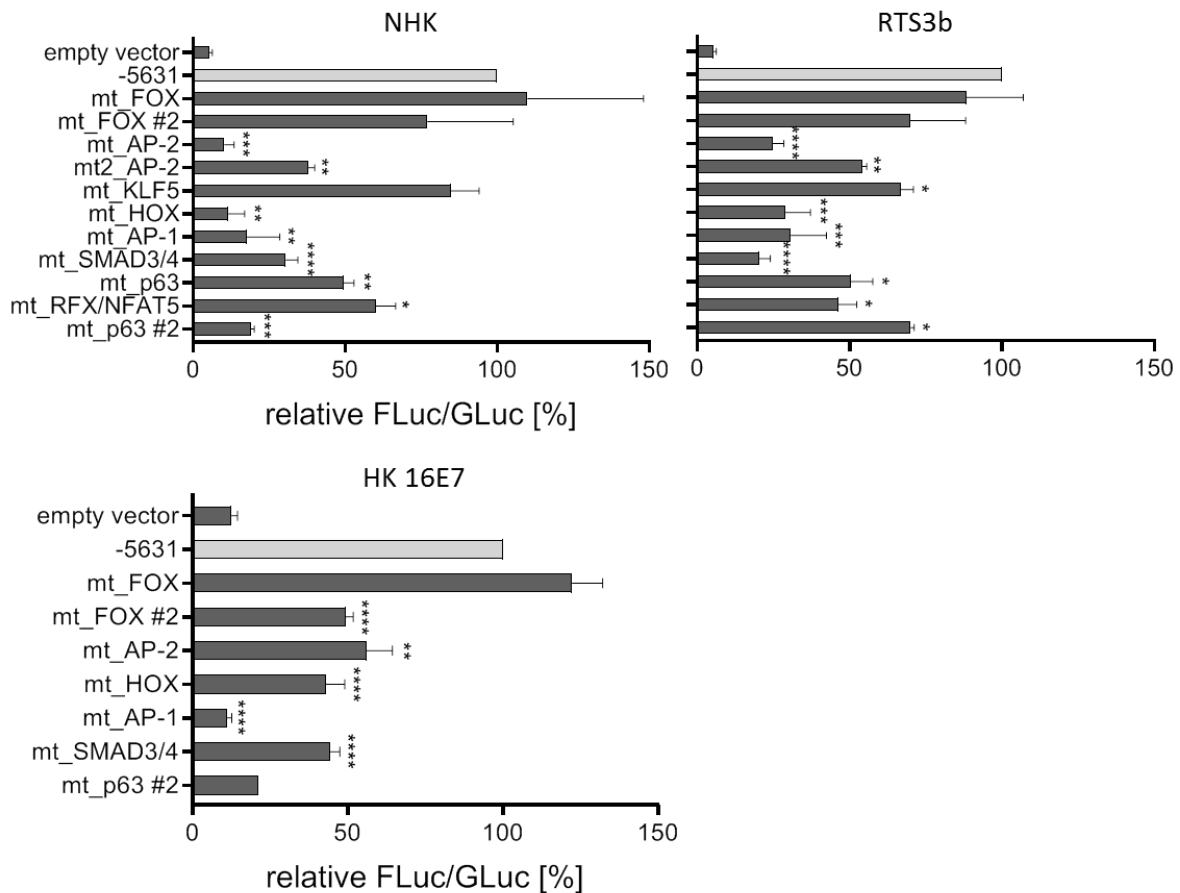 NHK
empty vector
-5631
mt_FOX
mt_FOX #2
mt_AP-2
***
mt2_AP-2
**
mt_KLF5
mt_HOX
**
mt_AP-1
**
mt_SMAD3/4
****
mt_p63
**
mt_RFX/NFAT5
*
mt_p63 #2
***
0 50 100 150
relative FLuc/GLuc [%]
RTS3b
****
**
*
***
***
****
*
*
*
0 50 100 150
HK 16E7
empty vector
-5631
mt_FOX
mt_FOX #2
****
mt_AP-2
**
mt_HOX
****
mt_AP-1
****
mt_SMAD3/4
****
mt_p63 #2
0 50 100 150
relative FLuc/GLuc [%]